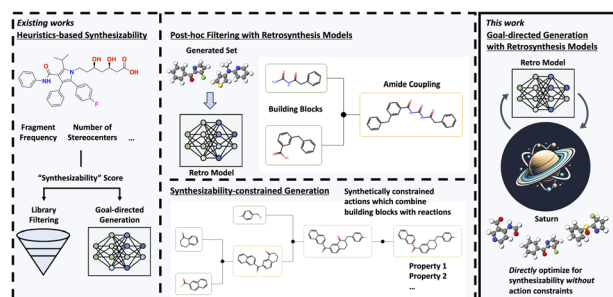 Existing works
Heuristics-based Synthesizability
Fragment
Frequency
Number of
Stereocenters
...
"Synthesizability" Score
Library
Filtering
Goal-directed
Generation
Post-hoc Filtering with Retrosynthesis Models
Generated Set
Building Blocks
Amide Coupling
Retro Model
Synthesizability-constrained Generation
Synthetically constrained
actions which combine
building blocks with reactions
Property 1
Property 2
...
This work
Goal-directed Generation
with Retrosynthesis Models
Retro Model
Saturn
Directly optimize for
synthesizability without
action constraints